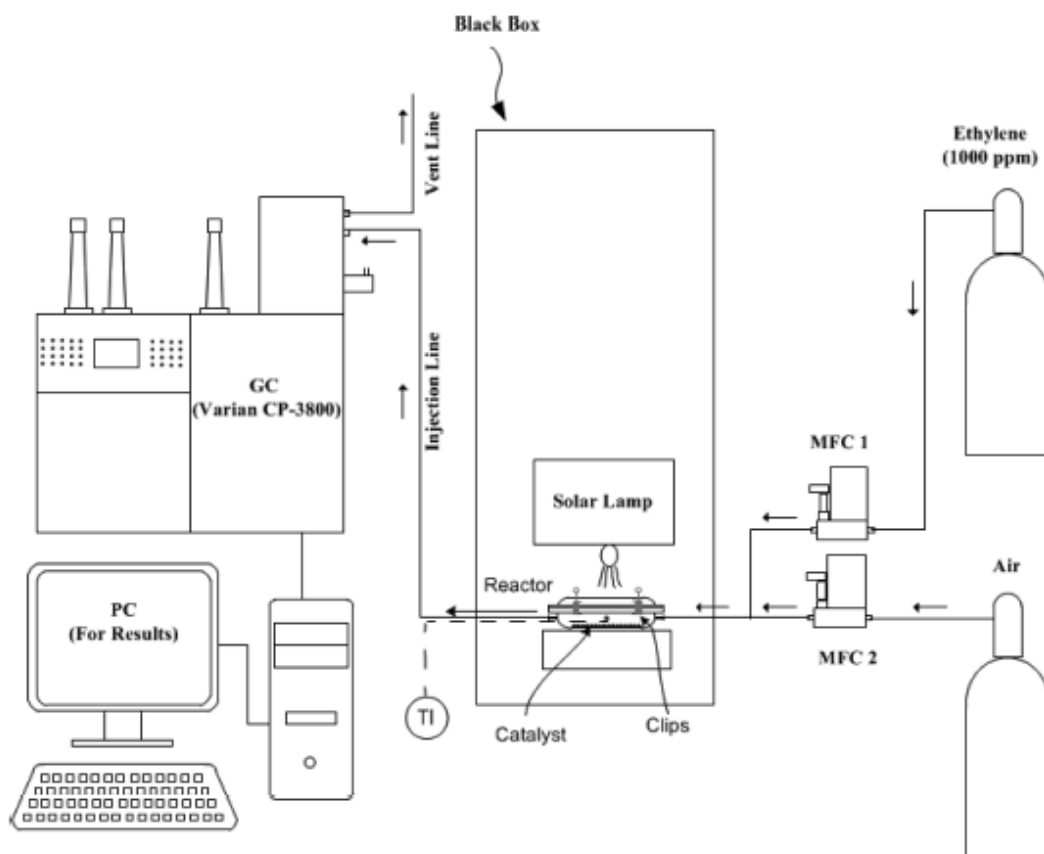 Black Box
Ethylene
(1000 ppm)
Vent Line
GC
(Varian CP-3800)
Injection Line
MFC 1
Solar Lamp
Reactor
Air
PC
(For Results)
MFC 2
TI
Catalyst
Clips